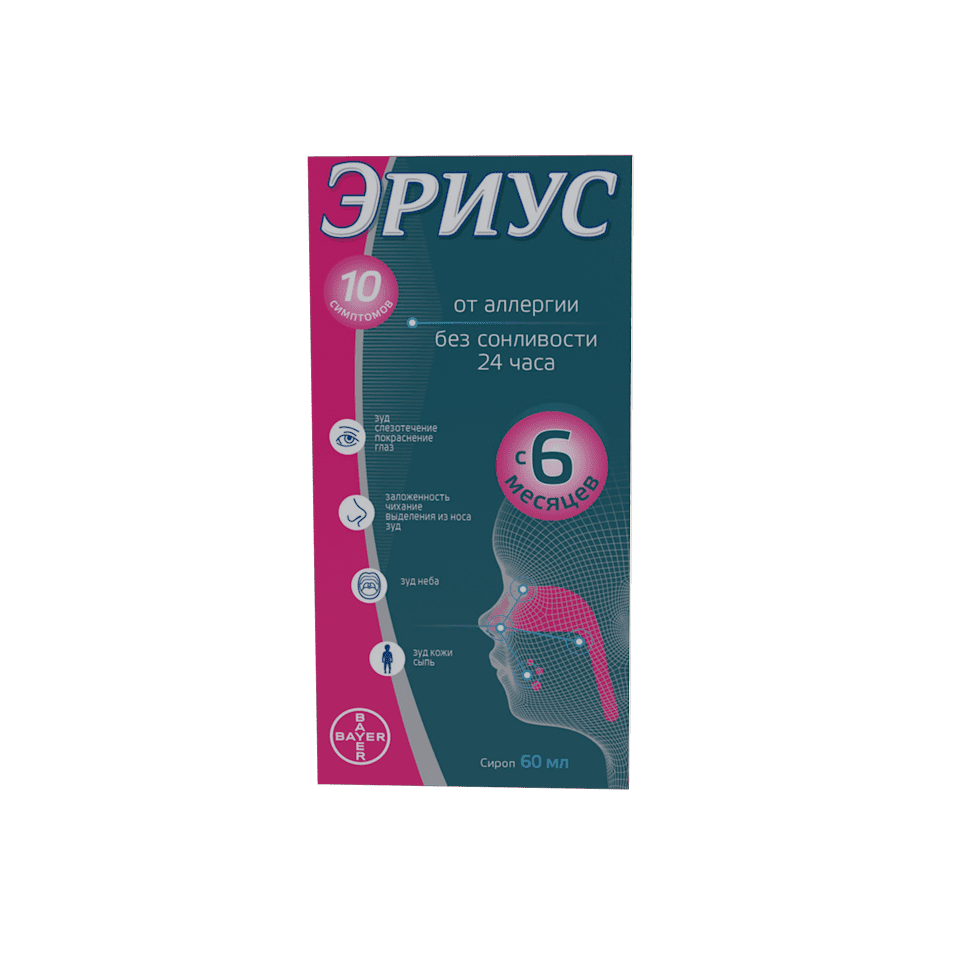 ЭРИУС
10
СИМПТОМОВ
от аллергии
без сонливости
24 часа
зуд
слезотечение
покраснение
глаз
с 6
месяцев
заложенность
чихание
выделения из носа
зуд
зуд неба
зуд кожи
сыпь
BAYER
BAYER
Сироп 60 мл